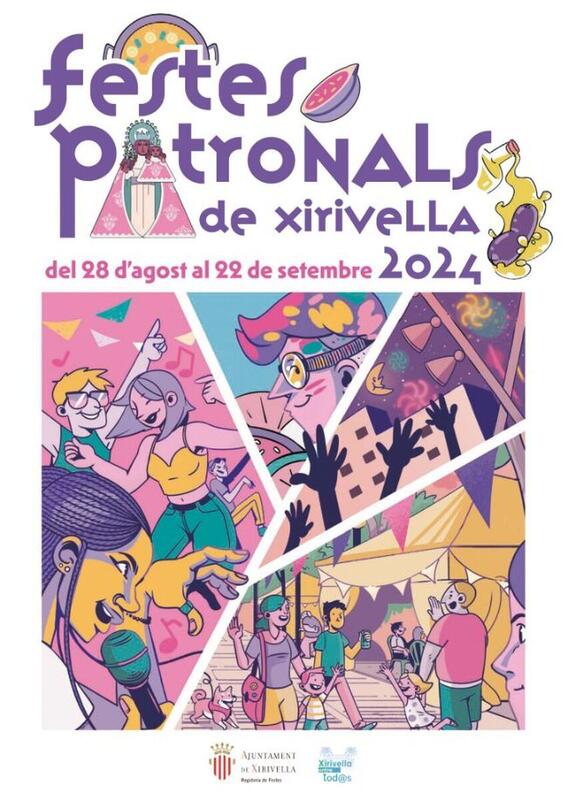 festes
patronals
de xirivella
del 28 d'agost al 22 de setembre 2024
Ajuntament
de Xirivella
Regidoria de Festes
Xirivella
entre
tod@s